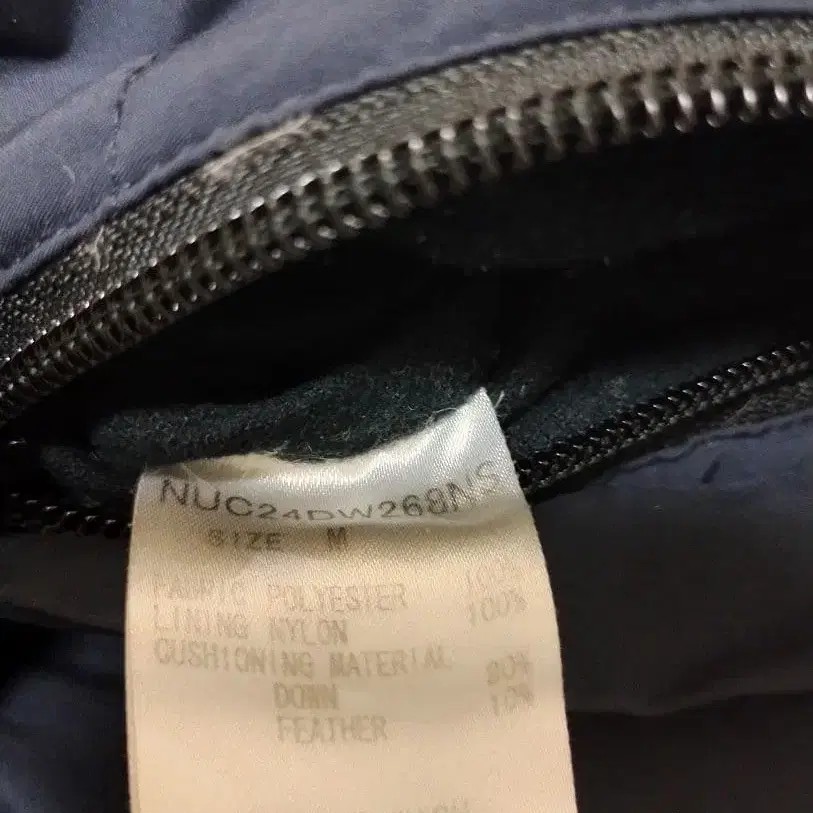 NUC24DW268NS
SIZE M
FABRIC POLYESTER 100%
LINING NYLON 100%
CUSHIONING MATERIAL
DOWN 90%
FEATHER 10%